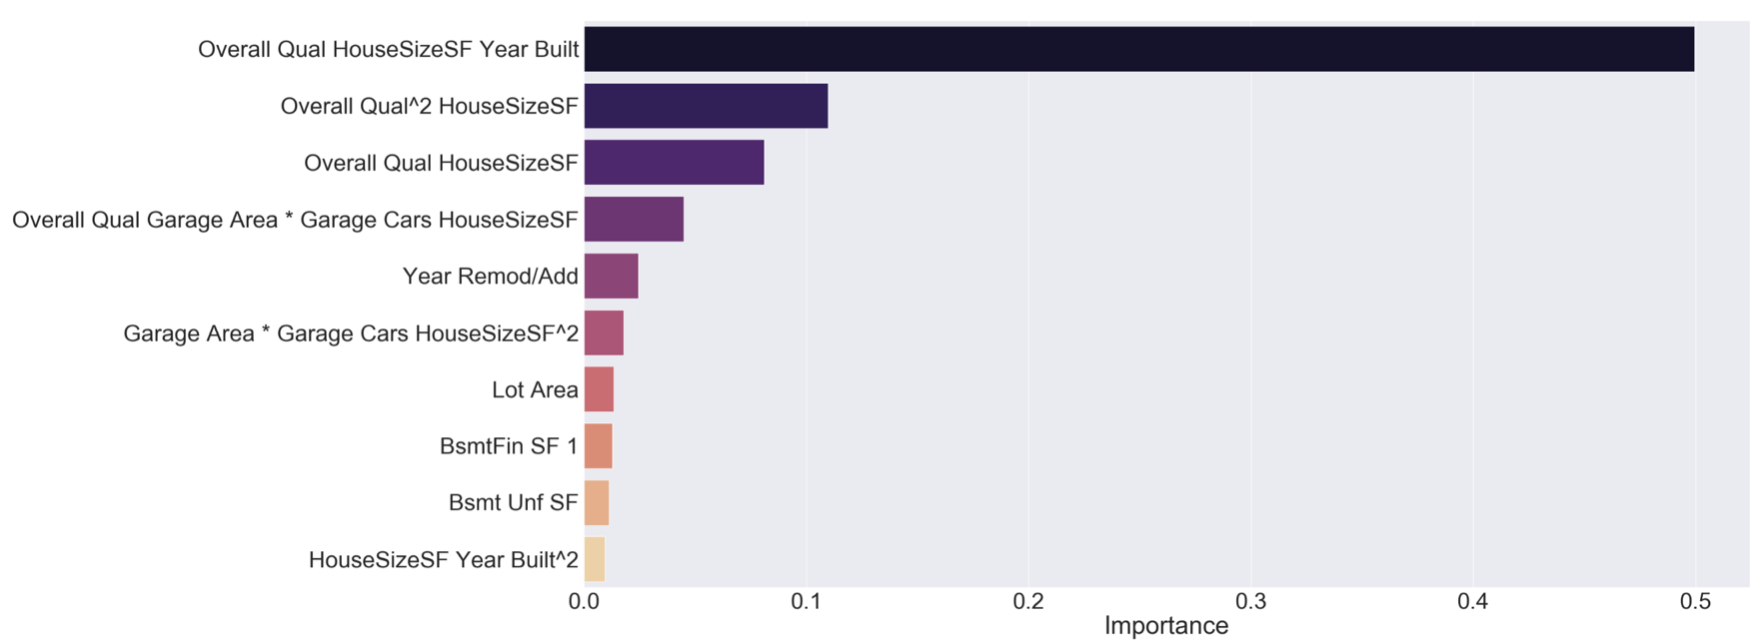 Overall Qual HouseSizeSF Year Built
Overall Qual^2 HouseSizeSF
Overall Qual HouseSizeSF
Overall Qual Garage Area * Garage Cars HouseSizeSF
Year Remod/Add
Garage Area * Garage Cars HouseSizeSF^2
Lot Area
BsmtFin SF 1
Bsmt Unf SF
HouseSizeSF Year Built^2
0.0 0.1 0.2 0.3 0.4 0.5
Importance